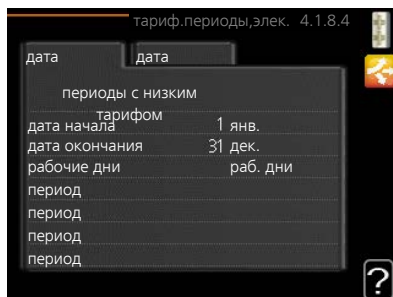 тариф.периоды,элек. 4.1.8.4
дата дата
периоды с низким
тарифом
дата начала 1 янв.
дата окончания 31 дек.
рабочие дни раб. дни
период
период
период
период
?